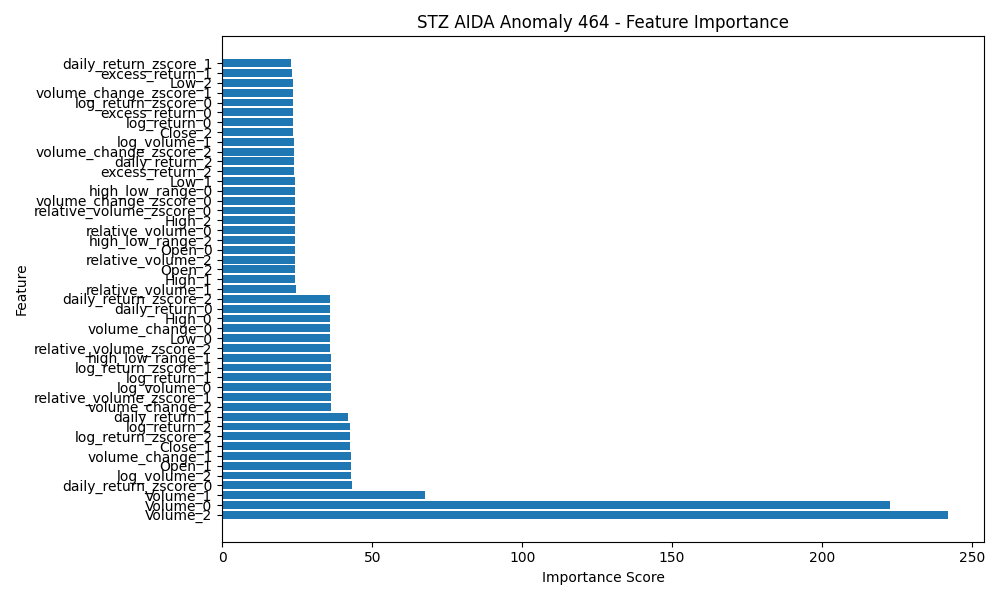 STZ AIDA Anomaly 464 - Feature Importance
daily_return_zscore_1
excess_return_1
Low_2
volume_change_zscore_1
log_return_zscore_0
excess_return_0
log_return_0
Close_2
log_volume_1
volume_change_zscore_2
daily_return_2
excess_return_2
Low_1
high_low_range_0
volume_change_zscore_0
relative_volume_zscore_0
High_2
relative_volume_0
high_low_range_2
Open_0
relative_volume_2
Open_2
High_1
relative_volume_1
daily_return_zscore_2
daily_return_0
High_0
volume_change_0
Low_0
relative_volume_zscore_2
high_low_range_1
log_return_zscore_1
log_return_1
log_volume_0
relative_volume_zscore_1
volume_change_2
daily_return_1
log_return_2
log_return_zscore_2
Close_1
volume_change_1
Open_1
log_volume_2
daily_return_zscore_0
Volume_1
Volume_0
Volume_2
Feature
0 50 100 150 200 250
Importance Score